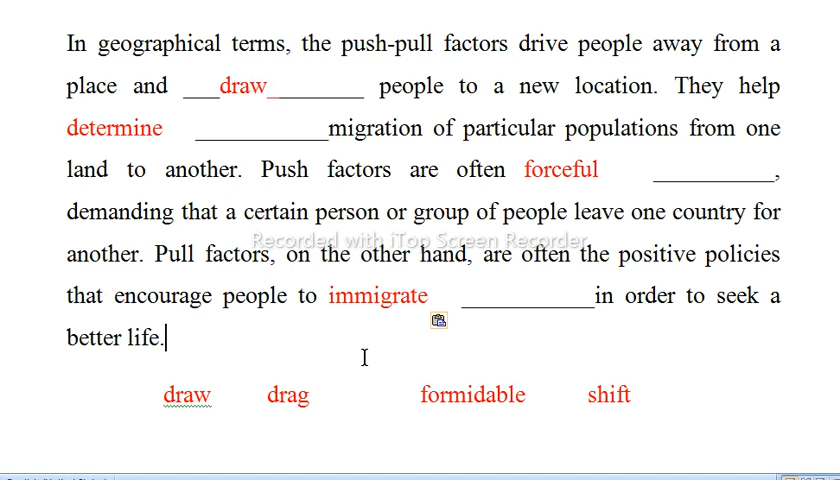 In geographical terms, the push-pull factors drive people away from a
place and ___draw_________ people to a new location. They help
determine ___________migration of particular populations from one
land to another. Push factors are often forceful __________,
demanding that a certain person or group of people leave one country for
Recorded with iTop Screen Recorder
another. Pull factors, on the other hand, are often the positive policies
that encourage people to immigrate ___________in order to seek a
better life.
draw drag formidable shift